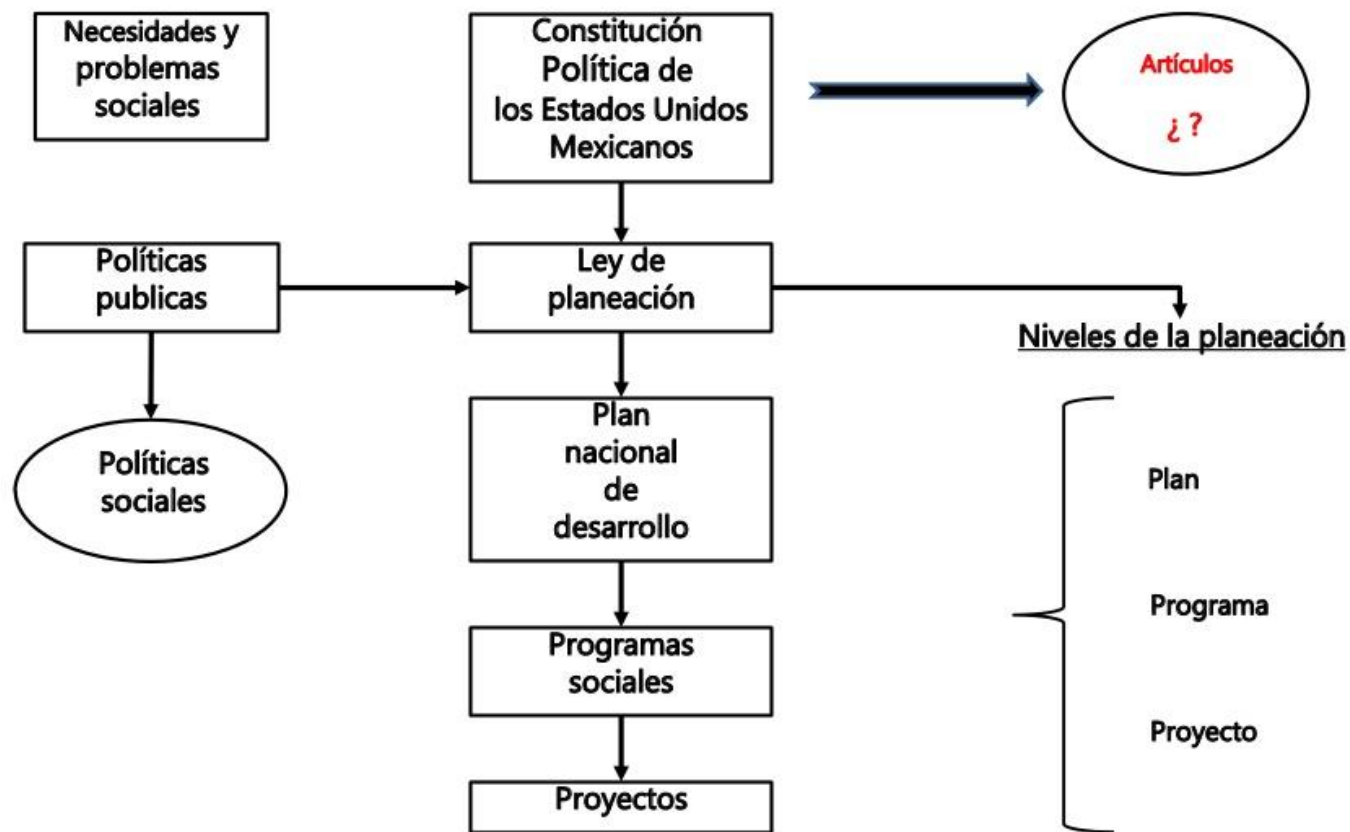 Necesidades y
problemas
sociales
Constitución
Política de
los Estados Unidos
Mexicanos
Artículos
¿ ?
Políticas
publicas
Ley de
planeación
Niveles de la planeación
Políticas
sociales
Plan
nacional
de
desarrollo
Plan
Programa
Proyecto
Programas
sociales
Proyectos